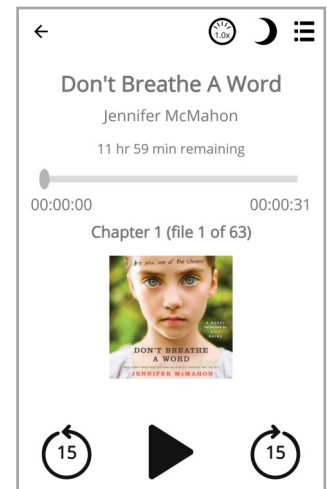 1.0x
Don't Breathe A Word
Jennifer McMahon
11 hr 59 min remaining
00:00:00 00:00:31
Chapter 1 (file 1 of 63)
Are you one of the chosen
A NOVEL
DON'T BREATHE
A WORD
JENNIFER McMAHON
15 15